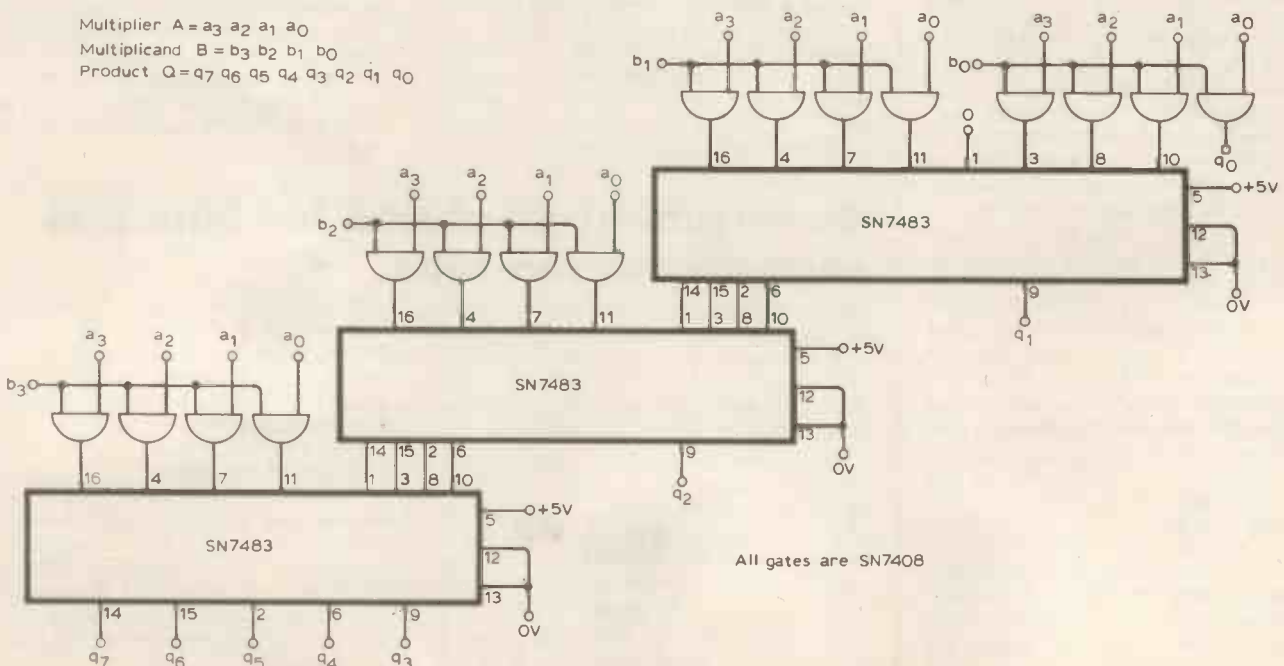 Multiplier A = a3 a2 a1 a0
Multiplicand B = b3 b2 b1 b0
Product Q = q7 q6 q5 q4 q3 q2 q1 q0
a3 a2 a1 a0 a3 a2 a1 a0
b1 b0
0
16 4 7 11 1 3 8 10 q0
SN7483
5 +5V
12
13
0V
14 15 2 6 9
q1
a3 a2 a1 a0
b2
16 4 7 11 1 3 8 10
SN7483
5 +5V
12
13
0V
14 15 2 6 9
q2
a3 a2 a1 a0
b3
16 4 7 11 1 3 8 10
SN7483
5 +5V
12
13
0V
14 15 2 6 9
q7 q6 q5 q4 q3
All gates are SN7408